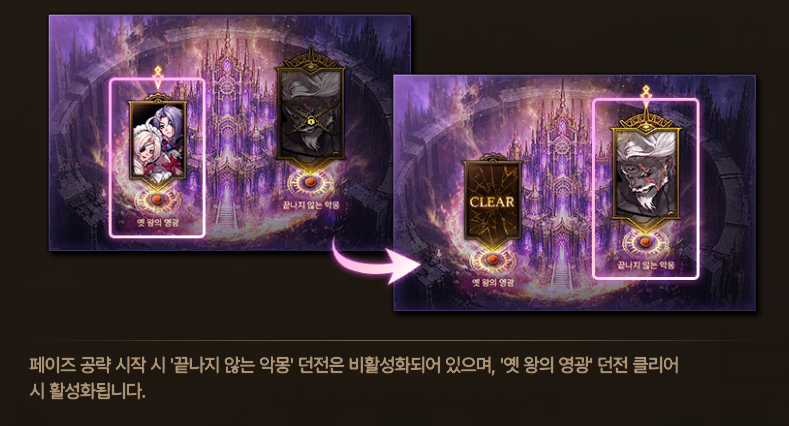 옛 왕의 영광
끝나지 않는 악몽
CLEAR
옛 왕의 영광
끝나지 않는 악몽
페이즈 공략 시작 시 '끝나지 않는 악몽' 던전은 비활성화되어 있으며, '옛 왕의 영광' 던전 클리어
시 활성화됩니다.